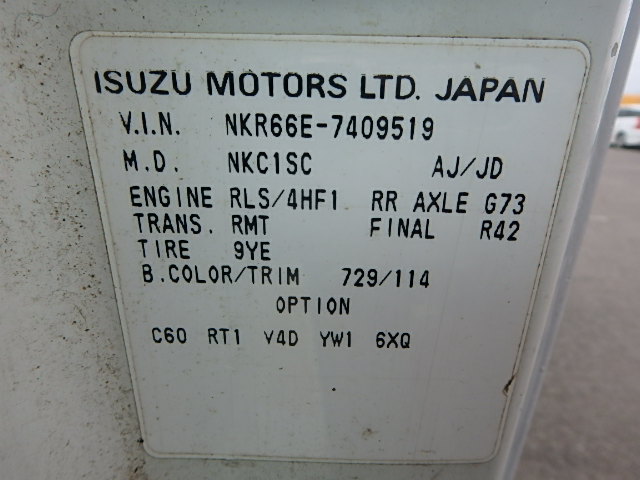 ISUZU MOTORS LTD. JAPAN
V.I.N. NKR66E-7409519
M.D. NKC1SC AJ/JD
ENGINE RLS/4HF1 RR AXLE G73
TRANS. RMT FINAL R42
TIRE 9YE
B.COLOR/TRIM 729/114
OPTION
C60 RT1 V4D YW1 6XQ